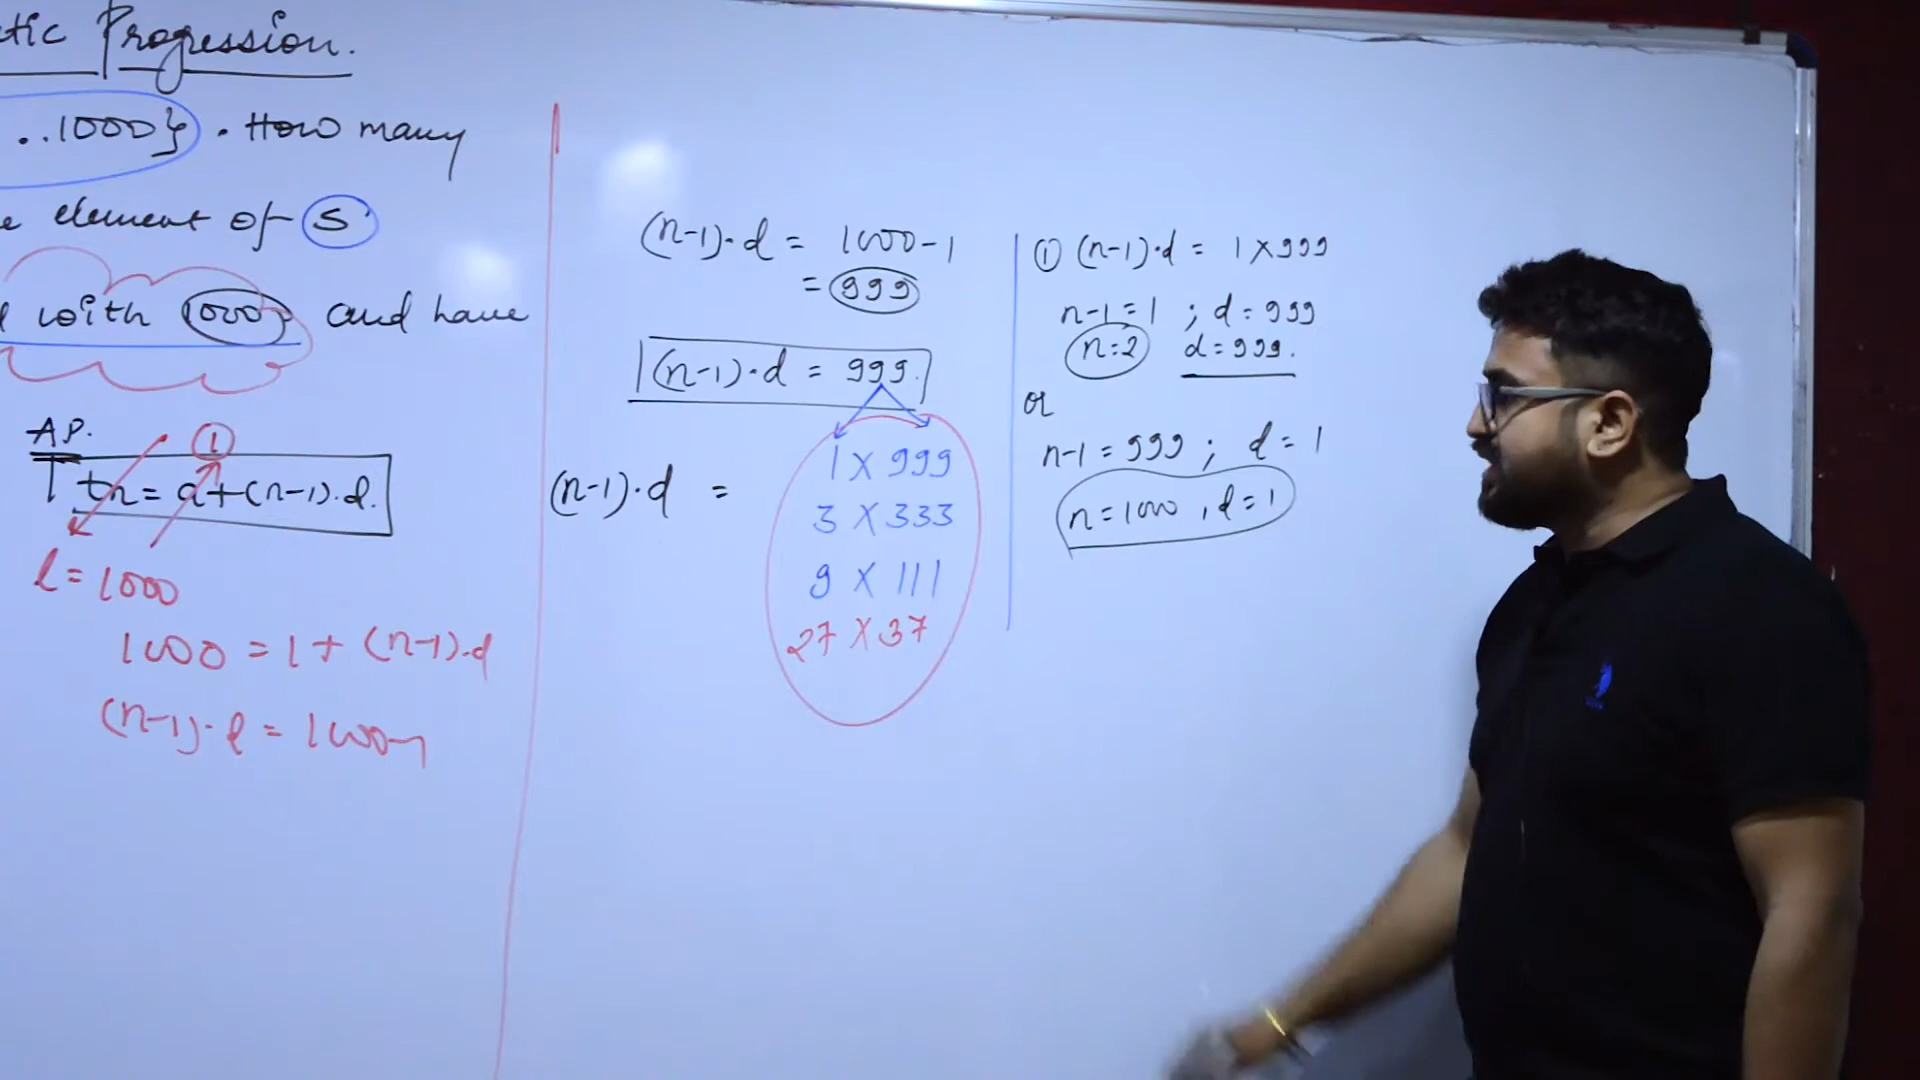 tic Progression.
..1000} . How many
e element of S
with 1000 and have
A.P.
1
tn = a+(n-1).d.
l = 1000
1000 = 1 + (n-1).d
(n-1).l = 1000-1
(n-1).d = 1000-1
= 999
(n-1).d = 999.
(n-1).d =
1 X 999
3 X 333
9 X 111
27 X 37
① (n-1).d = 1 X 999
n-1 = 1 ; d = 999
n=2 d = 999.
or
n-1 = 999 ; d = 1
n = 1000 , d = 1